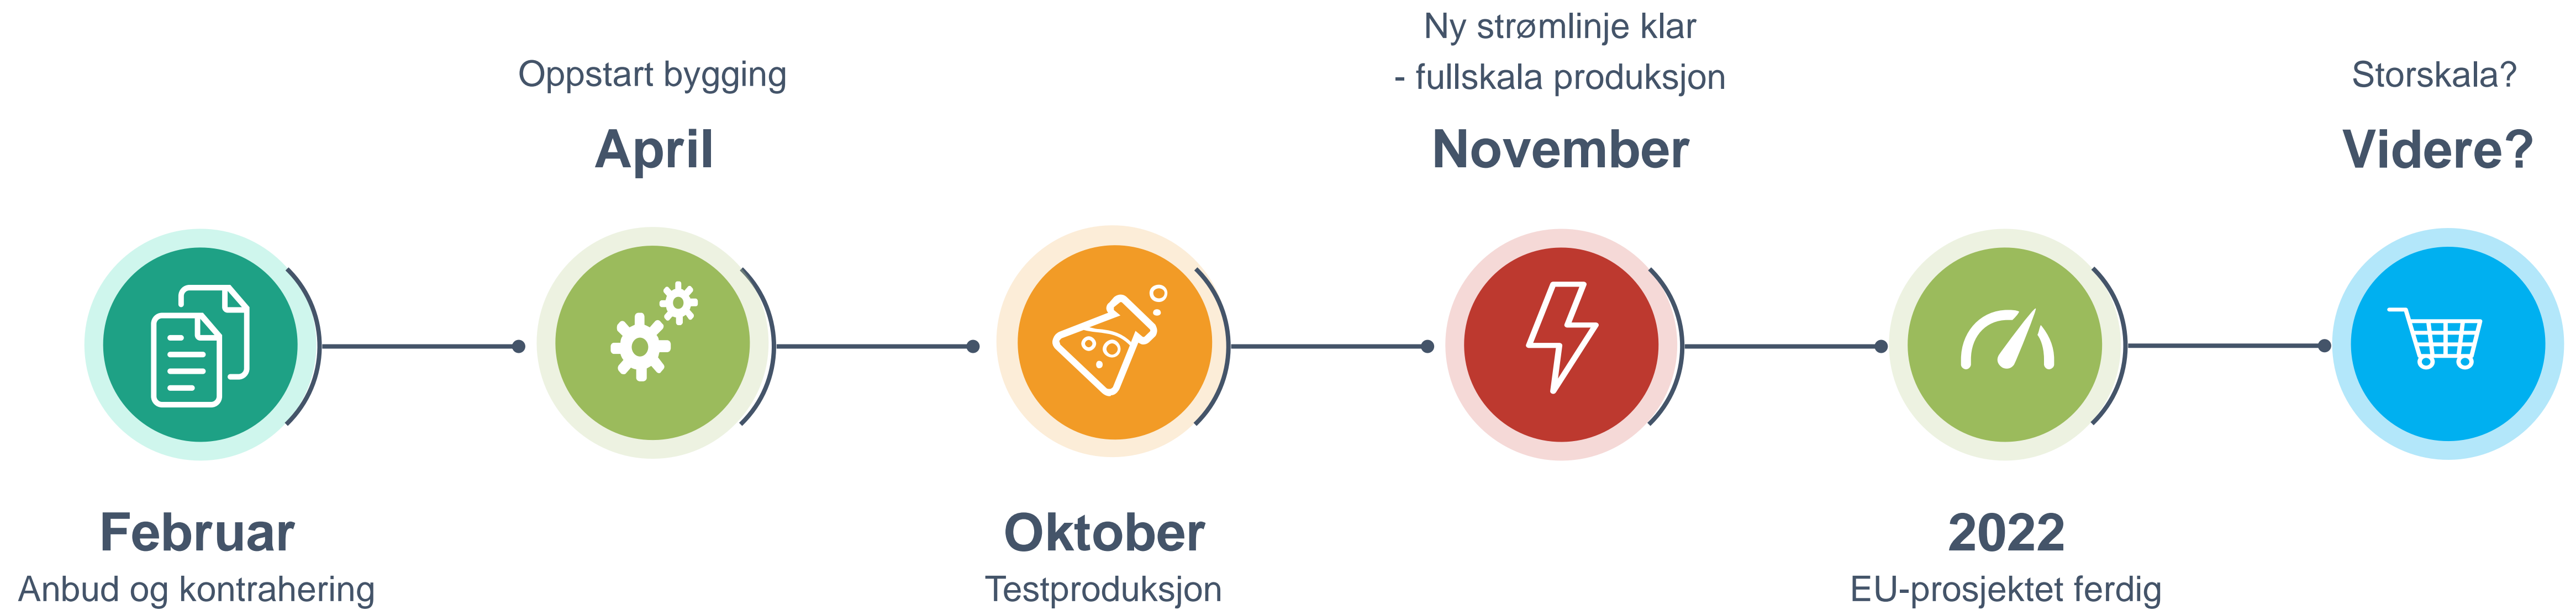 Februar
Anbud og kontrahering
Oppstart bygging
April
Oktober
Testproduksjon
Ny strømlinje klar
- fullskala produksjon
November
2022
EU-prosjektet ferdig
Storskala?
Videre?